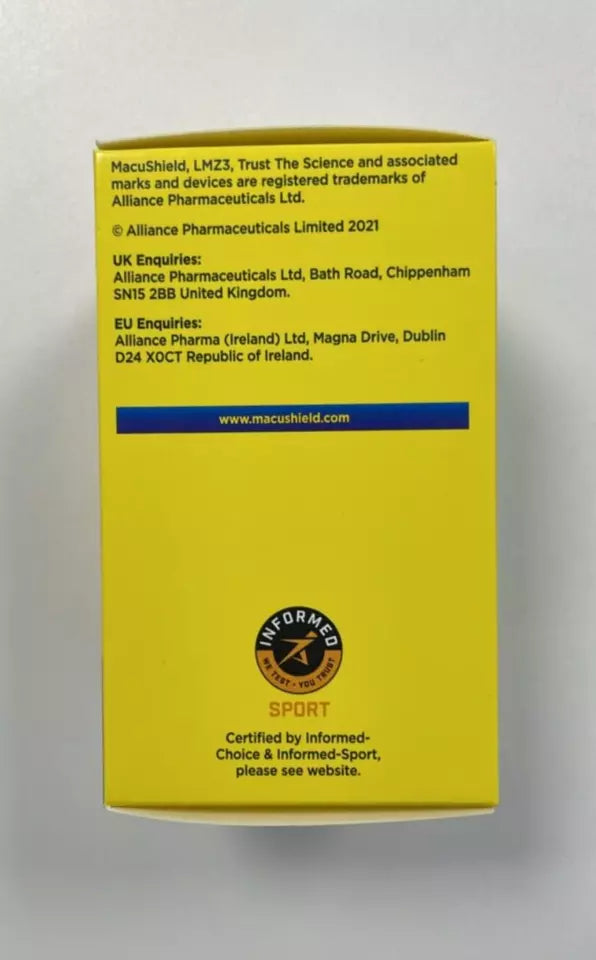 MacuShield, LMZ3, Trust The Science and associated
marks and devices are registered trademarks of
Alliance Pharmaceuticals Ltd.
© Alliance Pharmaceuticals Limited 2021
UK Enquiries:
Alliance Pharmaceuticals Ltd, Bath Road, Chippenham
SN15 2BB United Kingdom.
EU Enquiries:
Alliance Pharma (Ireland) Ltd, Magna Drive, Dublin
D24 X0CT Republic of Ireland.
www.macushield.com
INFORMED
WE TEST • YOU TRUST
SPORT
Certified by Informed-
Choice & Informed-Sport,
please see website.